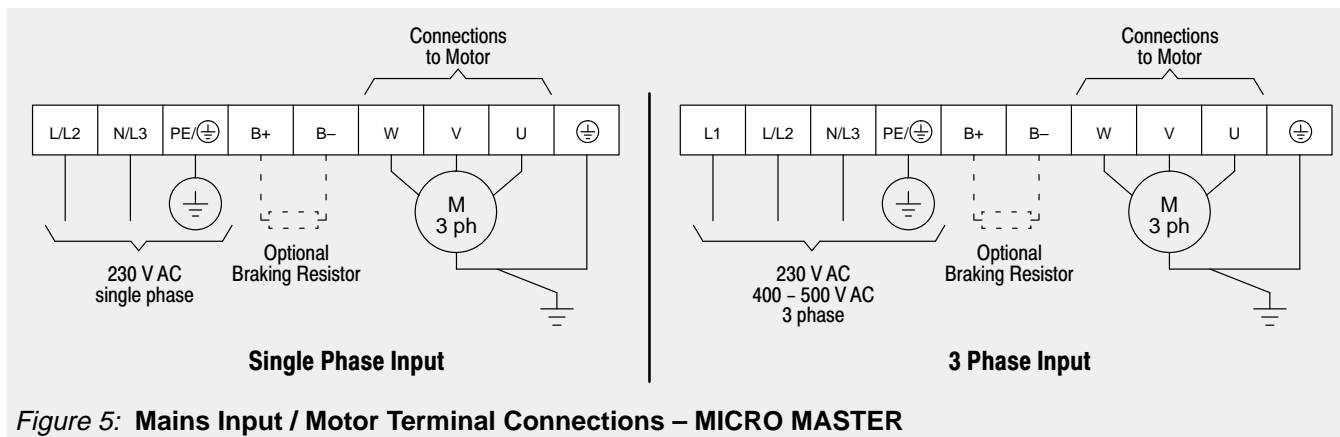 Connections
to Motor
L/L2 N/L3 PE/ B+ B– W V U
M
3 ph
Optional
Braking Resistor
230 V AC
single phase
Single Phase Input
Connections
to Motor
L1 L/L2 N/L3 PE/ B+ B– W V U
M
3 ph
Optional
Braking Resistor
230 V AC
400 – 500 V AC
3 phase
3 Phase Input
Figure 5: Mains Input / Motor Terminal Connections – MICRO MASTER